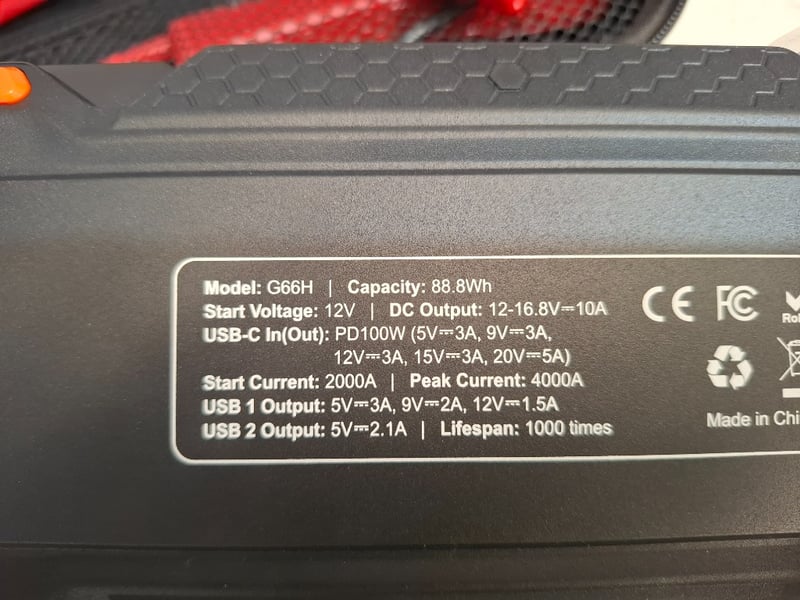 Model: G66H | Capacity: 88.8Wh
Start Voltage: 12V | DC Output: 12-16.8V⎓10A
USB-C In(Out): PD100W (5V⎓3A, 9V⎓3A,
12V⎓3A, 15V⎓3A, 20V⎓5A)
Start Current: 2000A | Peak Current: 4000A
USB 1 Output: 5V⎓3A, 9V⎓2A, 12V⎓1.5A
USB 2 Output: 5V⎓2.1A | Lifespan: 1000 times
CE FC
Made in